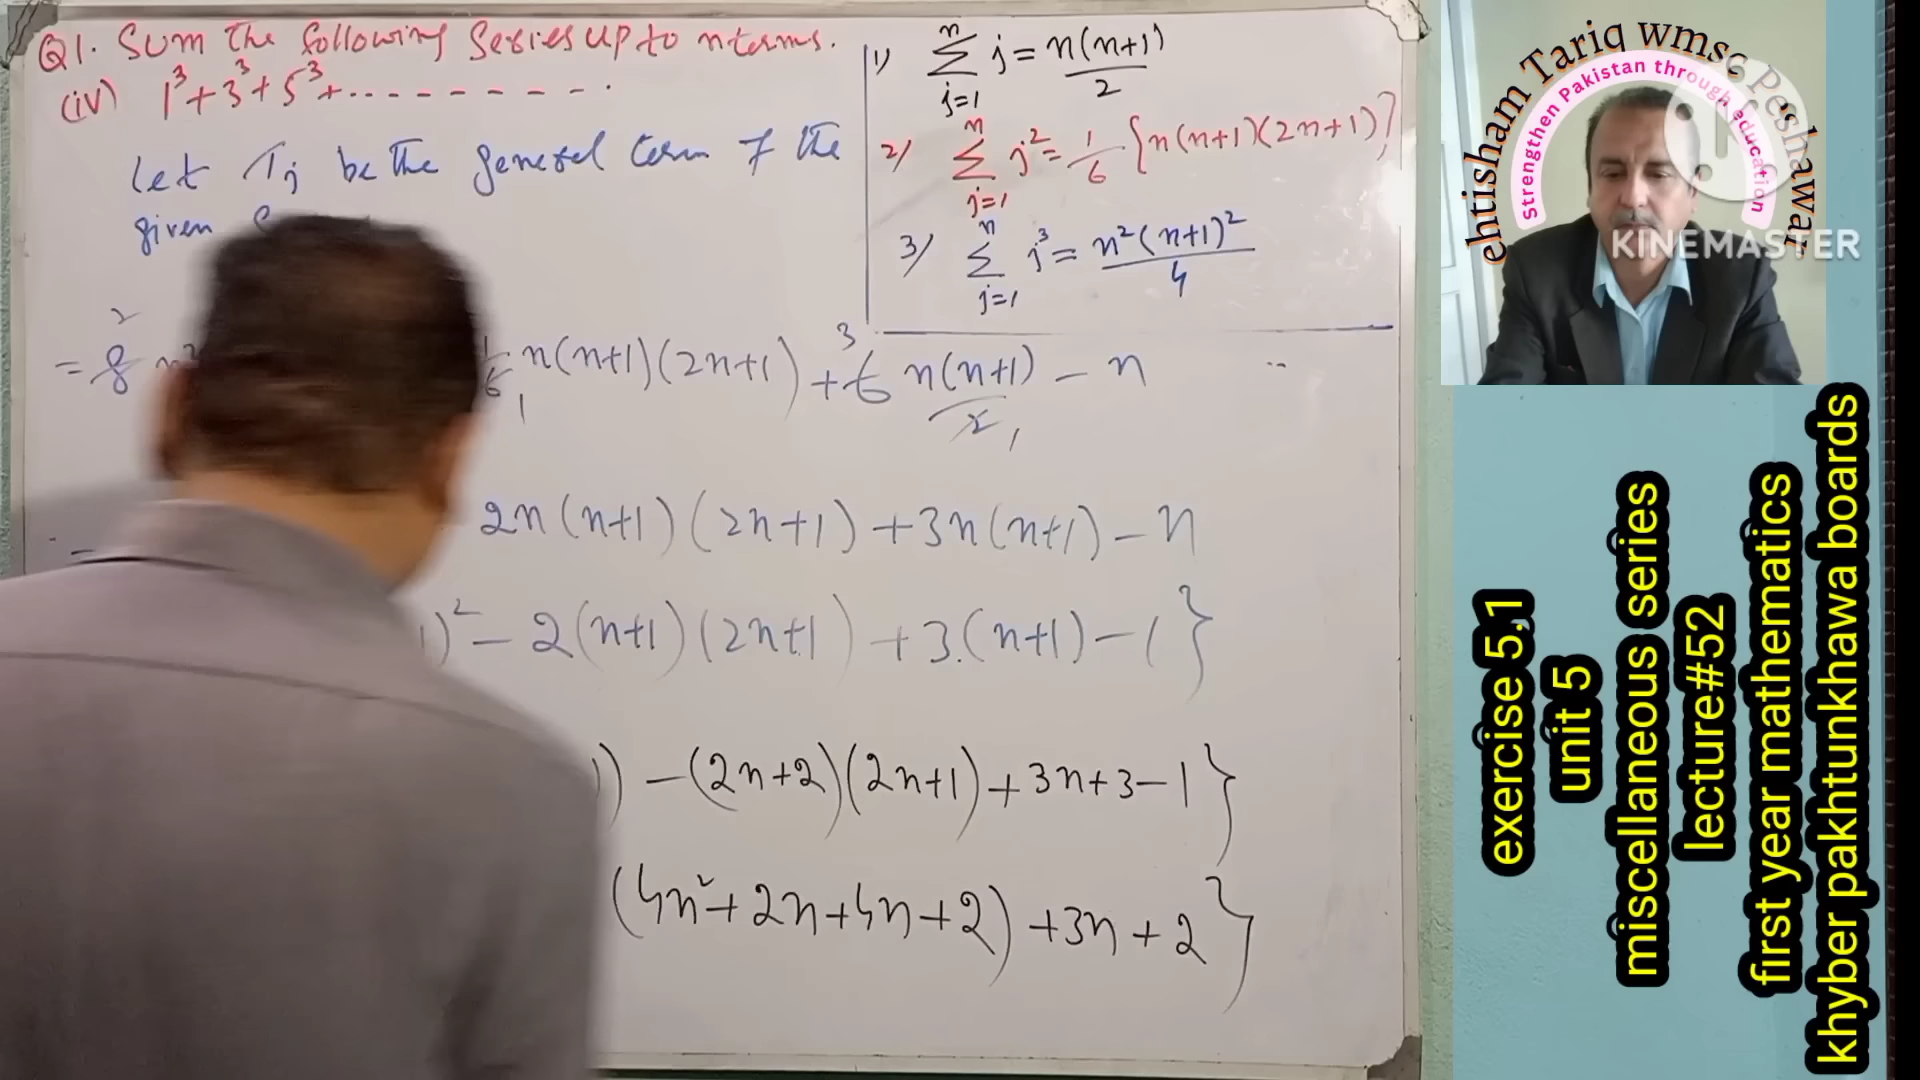 Q1. Sum the following series up to n terms.
(iv) 1³ + 3³ + 5³ + ..........
Let Tj be the general term of the
given
1) n Σ j=1 j = n(n+1)/2
2) n Σ j=1 j² = 1/6 {n(n+1)(2n+1)}
3) n Σ j=1 j³ = n²(n+1)²/4
= 8 2 n(n+1)(2n+1) + 6 3 n(n+1)/2 1 - n
= 2n(n+1)(2n+1) + 3n(n+1) - n
)² - 2(n+1)(2n+1) + 3.(n+1) - 1}
) - (2n+2)(2n+1) + 3n+3-1}
(4n²+2n+4n+2) + 3n + 2}
ehtisham Tariq wmsc Peshawar
Strengthen Pakistan through education
KINEMASTER
exercise 5.1
unit 5
miscellaneous series
lecture#52
first year mathematics
khyber pakhtunkhawa boards